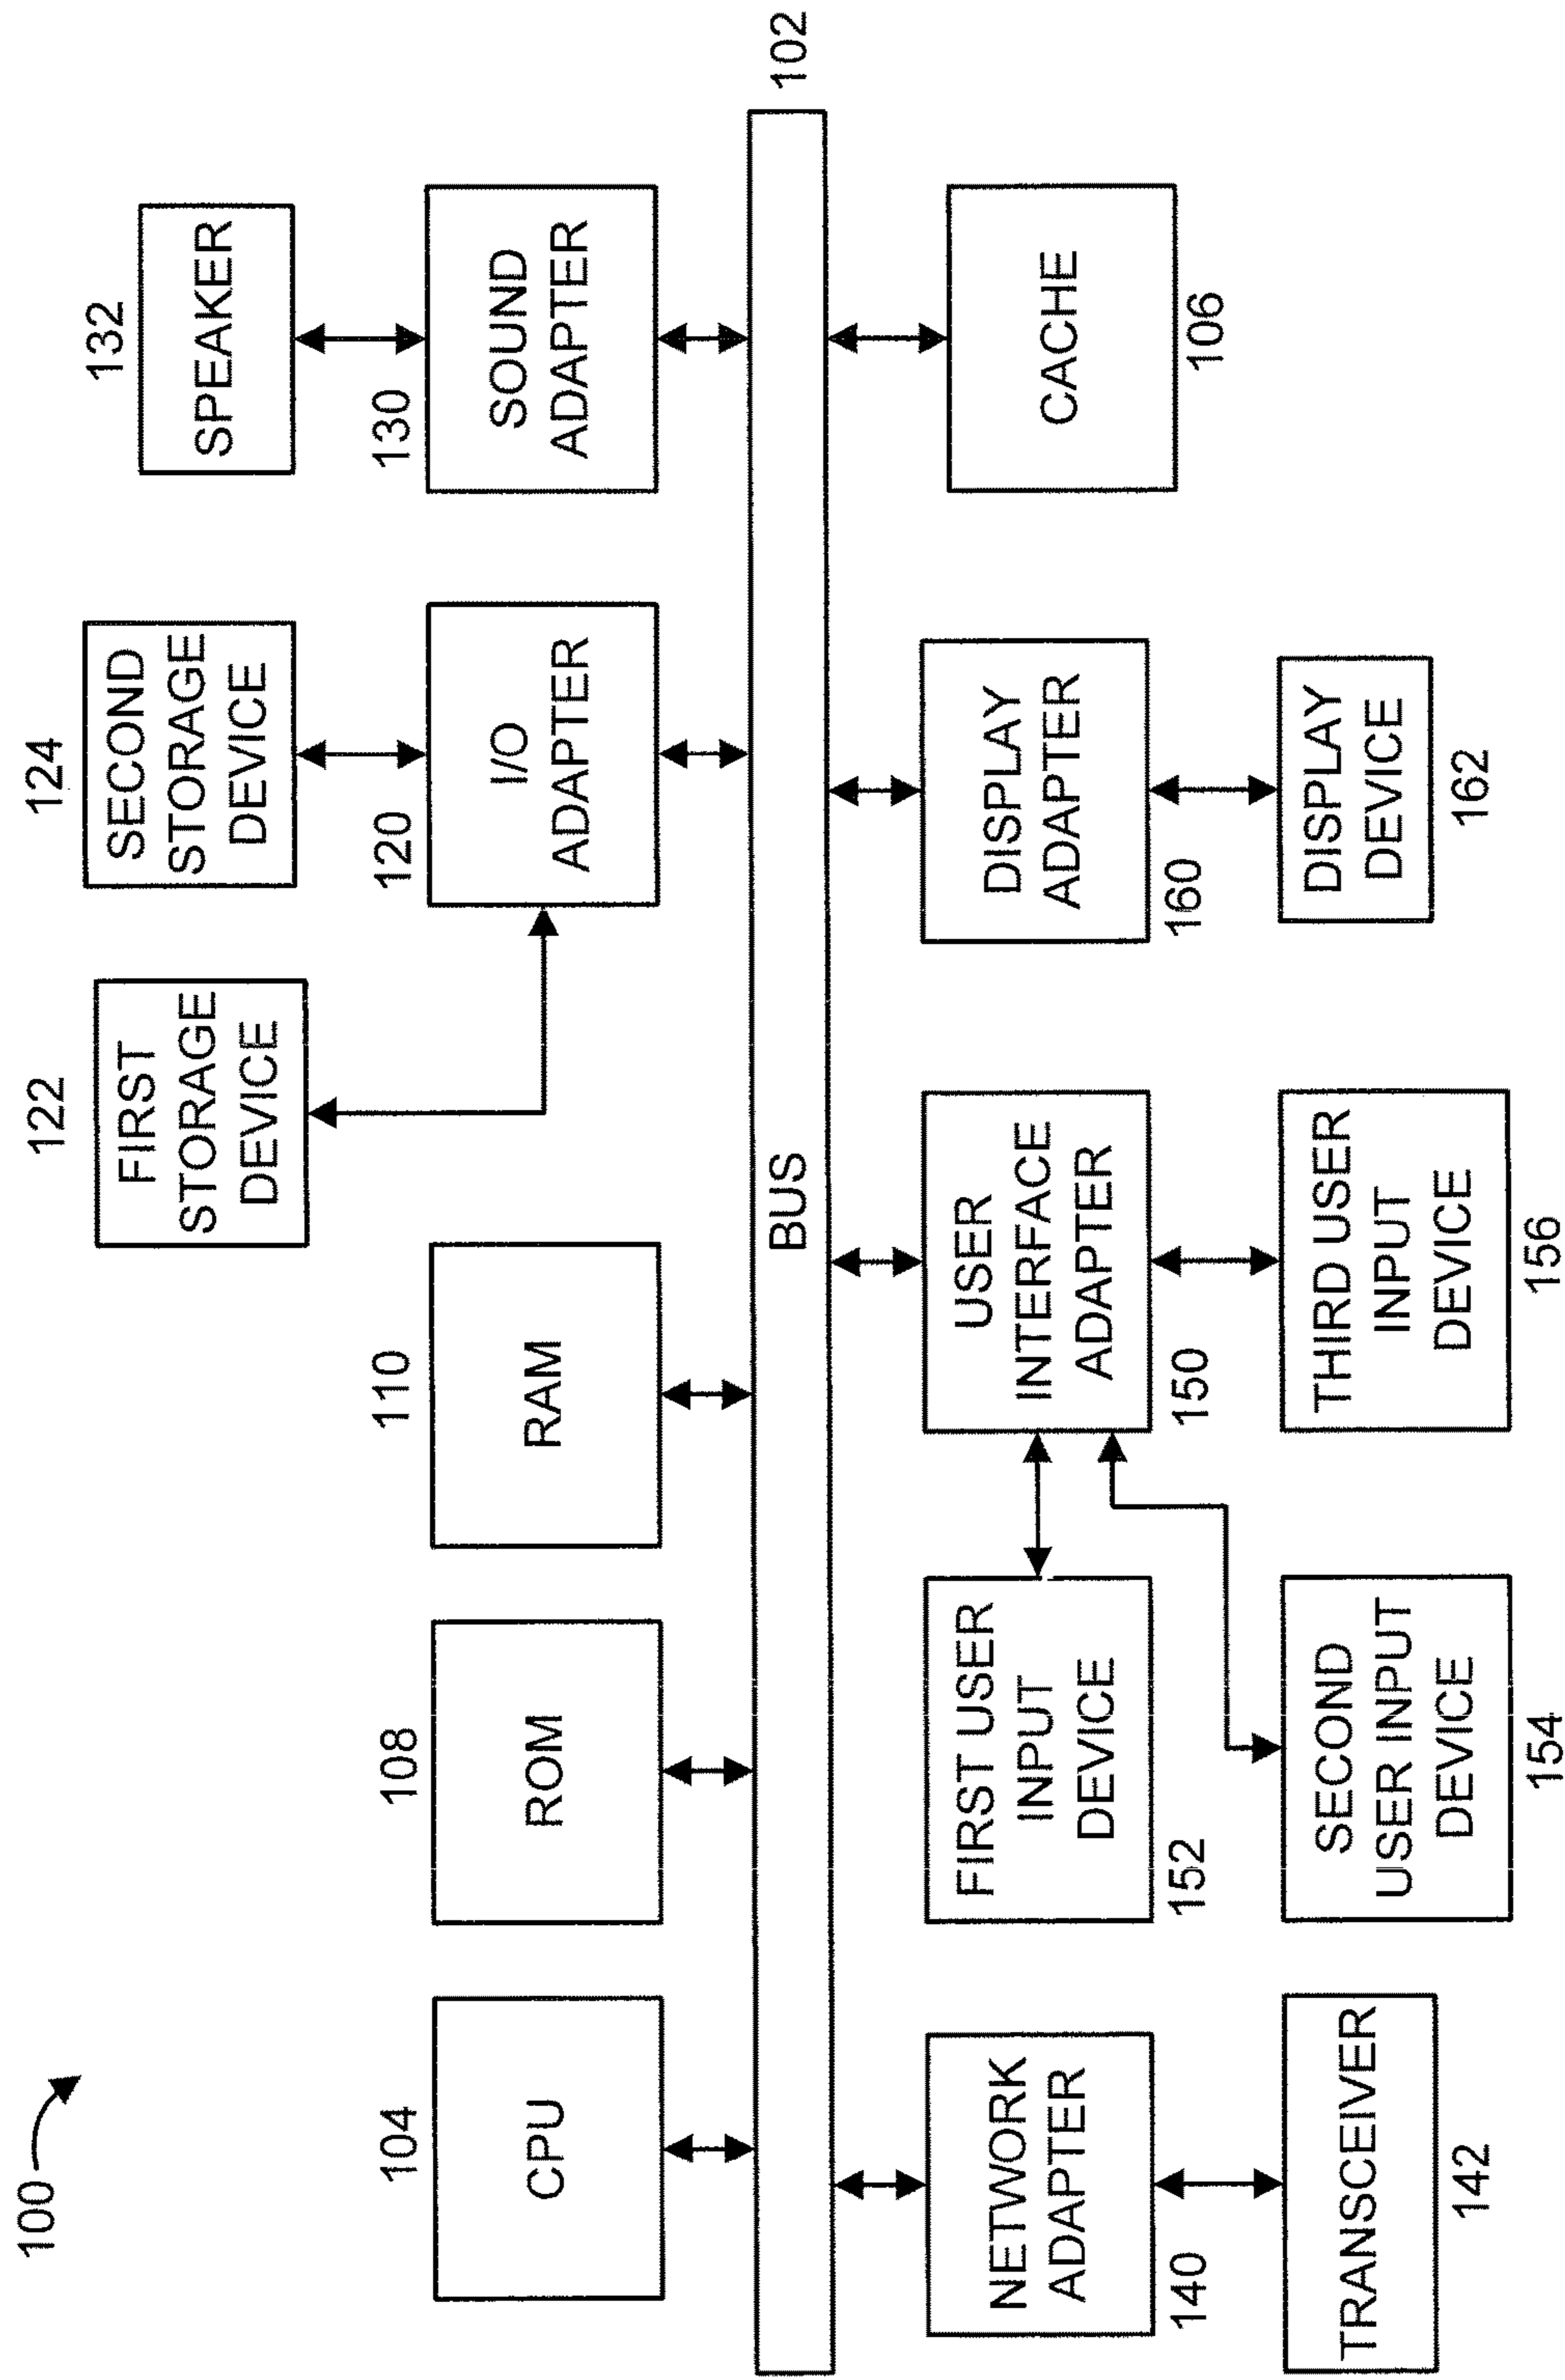 100
122
FIRST
STORAGE
DEVICE
124
SECOND
STORAGE
DEVICE
132
SPEAKER
104
CPU
108
ROM
110
RAM
120
I/O
ADAPTER
130
SOUND
ADAPTER
BUS
102
NETWORK
ADAPTER
140
FIRST USER
INPUT
DEVICE
152
USER
INTERFACE
ADAPTER
150
DISPLAY
ADAPTER
160
CACHE
106
TRANSCEIVER
142
SECOND
USER INPUT
DEVICE
154
THIRD USER
INPUT
DEVICE
156
DISPLAY
DEVICE
162